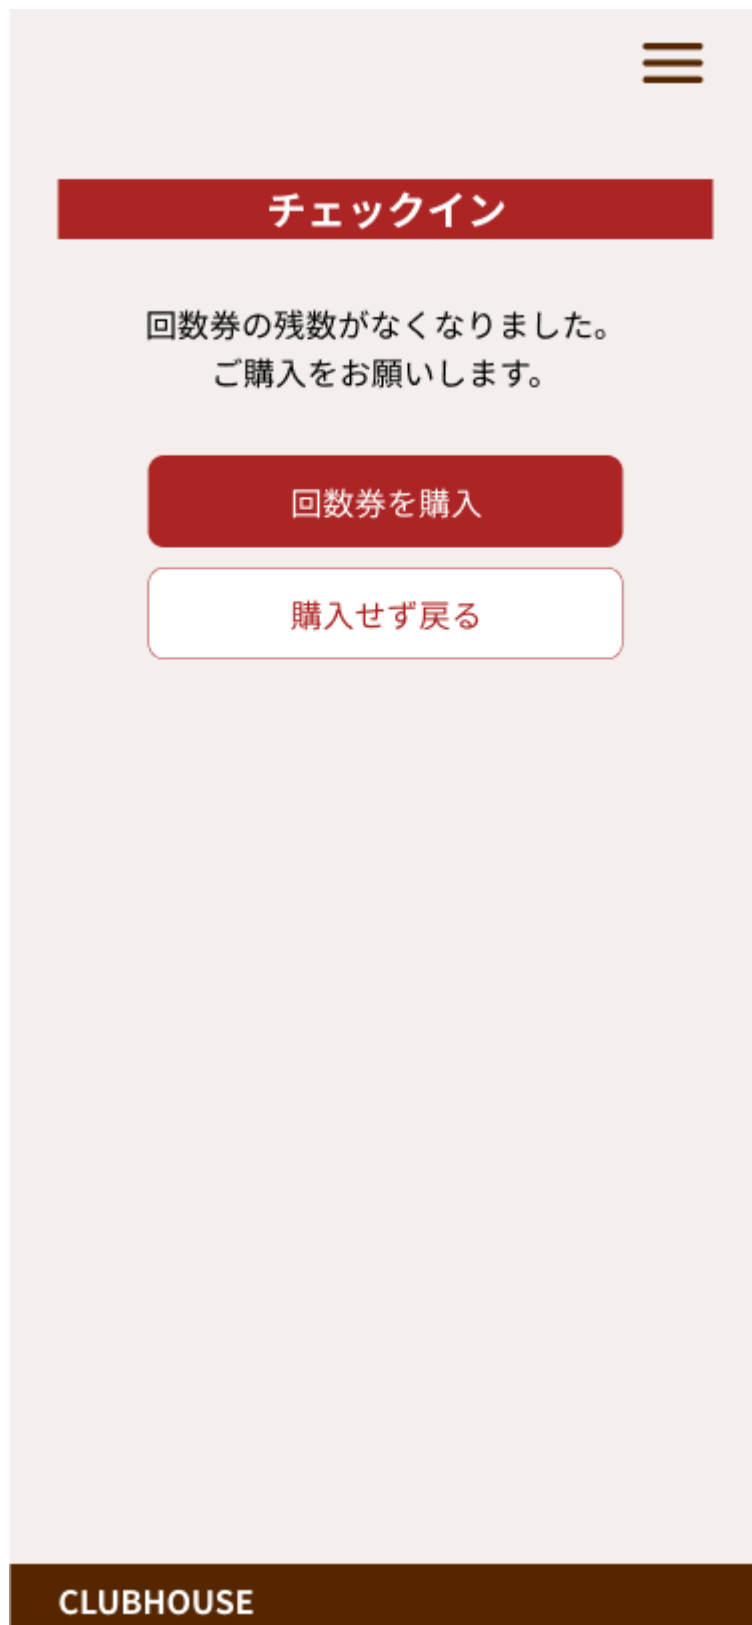 チェックイン
回数券の残数がなくなりました。
ご購入をお願いします。
回数券を購入
購入せず戻る
CLUBHOUSE